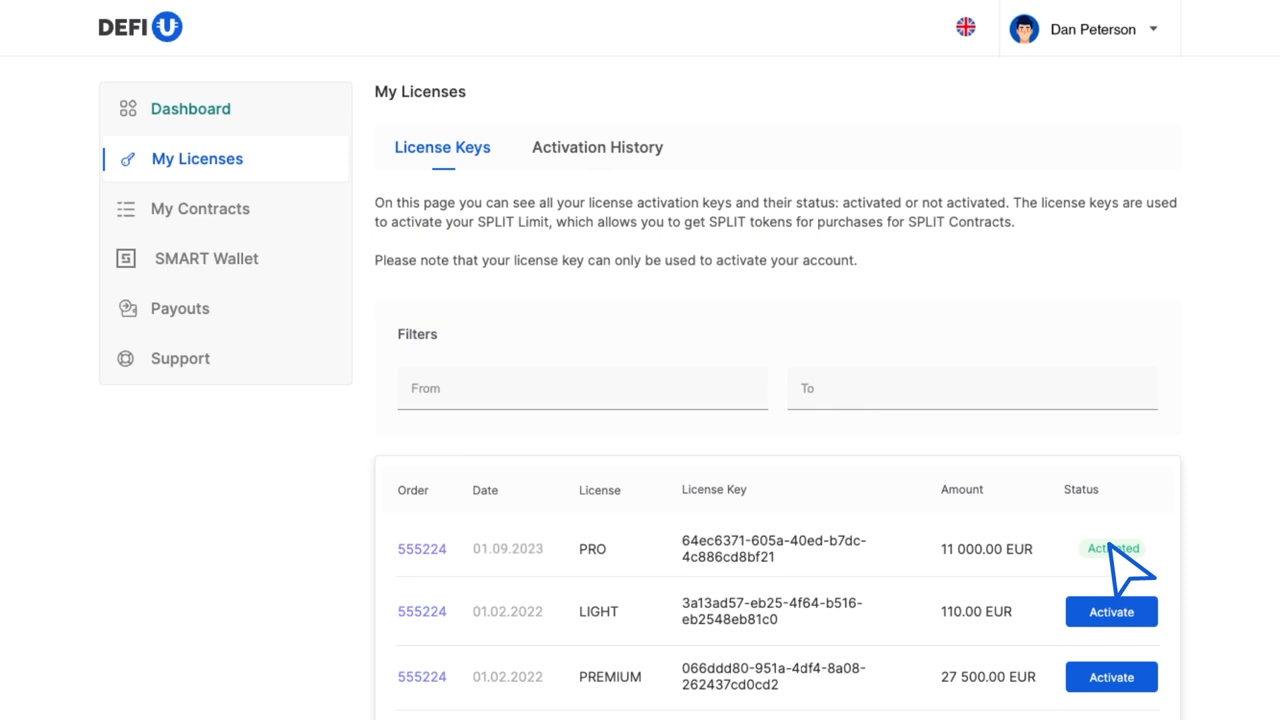 DEFI U
Dan Peterson
Dashboard
My Licenses
My Contracts
SMART Wallet
Payouts
Support
My Licenses
License Keys
Activation History
On this page you can see all your license activation keys and their status: activated or not activated. The license keys are used
to activate your SPLIT Limit, which allows you to get SPLIT tokens for purchases for SPLIT Contracts.
Please note that your license key can only be used to activate your account.
Filters
From
To
Order Date License License Key Amount Status
555224 01.09.2023 PRO 64ec6371-605a-40ed-b7dc- 11 000.00 EUR Activated
4c886cd8bf21
555224 01.02.2022 LIGHT 3a13ad57-eb25-4f64-b516- 110.00 EUR Activate
eb2548eb81c0
555224 01.02.2022 PREMIUM 066ddd80-951a-4df4-8a08- 27 500.00 EUR Activate
262437cd0cd2